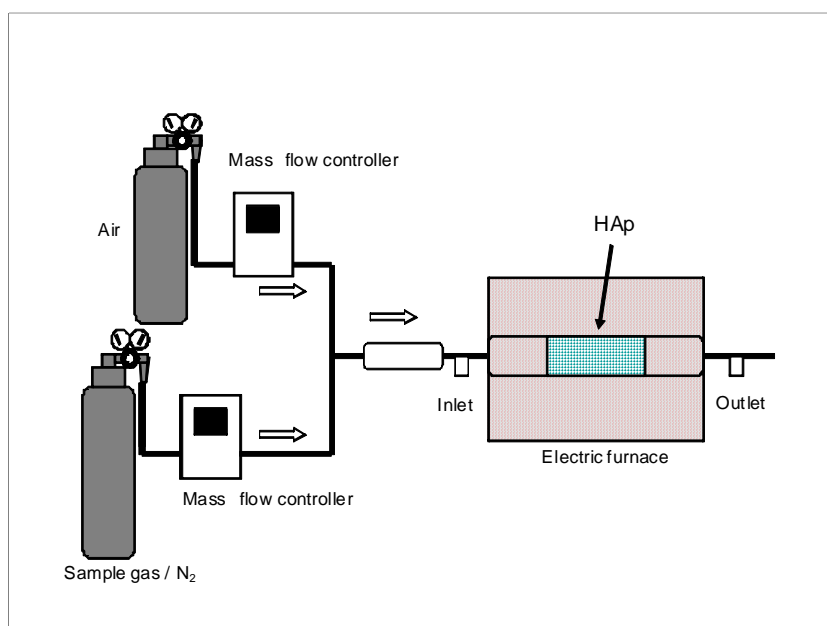 Mass flow controller
Air
HAp
Inlet
Outlet
Electric furnace
Mass flow controller
Sample gas / N₂